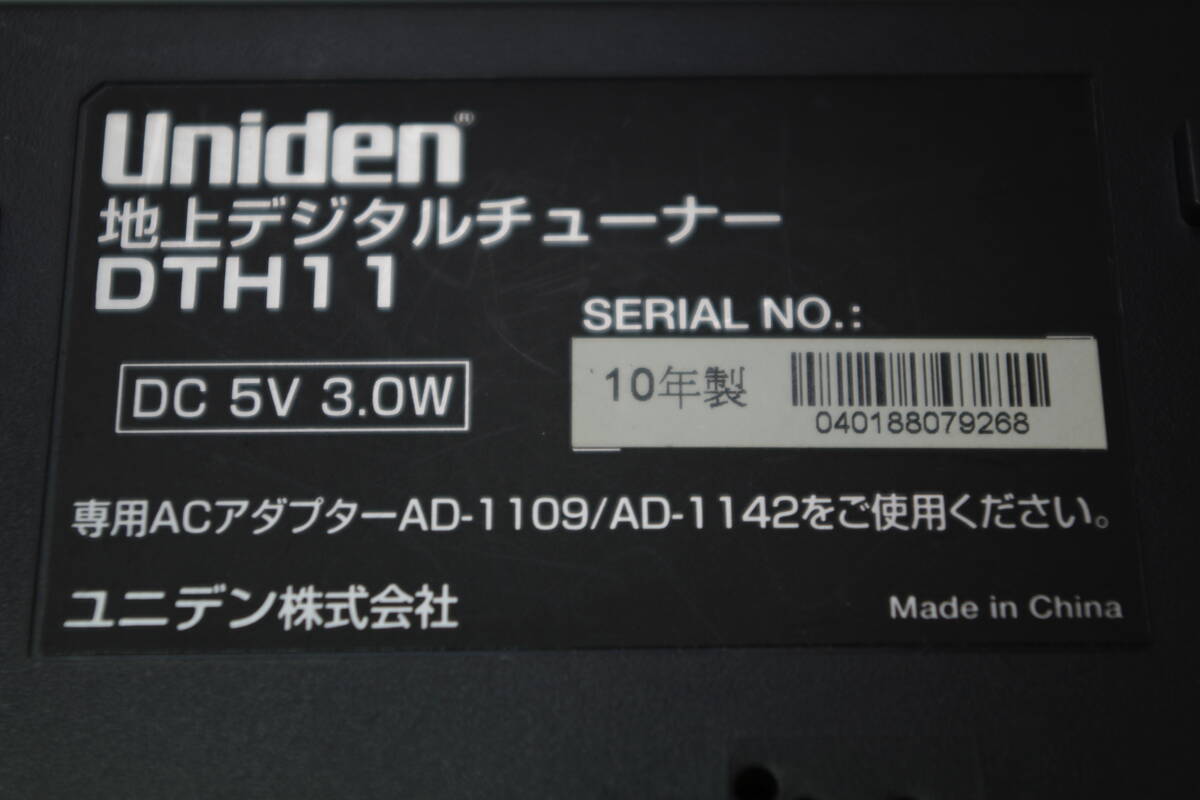 Uniden®
地上デジタルチューナー
DTH11
DC 5V 3.0W
SERIAL NO.:
10年製
040188079268
専用ACアダプターAD-1109/AD-1142をご使用ください。
ユニデン株式会社
Made in China